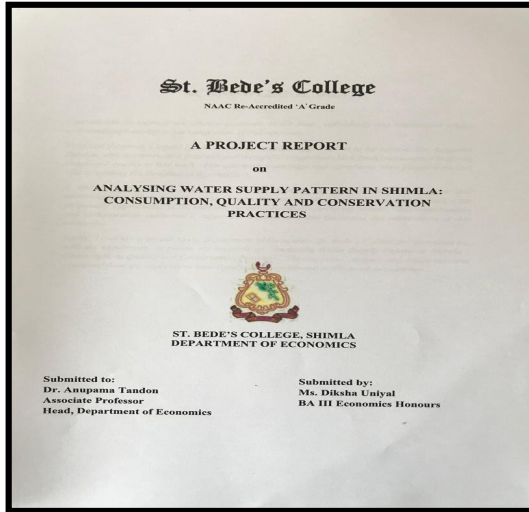 St. Bede's College
NAAC Re-Accredited 'A' Grade
A PROJECT REPORT
on
ANALYSING WATER SUPPLY PATTERN IN SHIMLA:
CONSUMPTION, QUALITY AND CONSERVATION
PRACTICES
ST. BEDE'S COLLEGE, SHIMLA
DEPARTMENT OF ECONOMICS
Submitted to:
Dr. Anupama Tandon
Associate Professor
Head, Department of Economics
Submitted by:
Ms. Diksha Uniyal
BA III Economics Honours